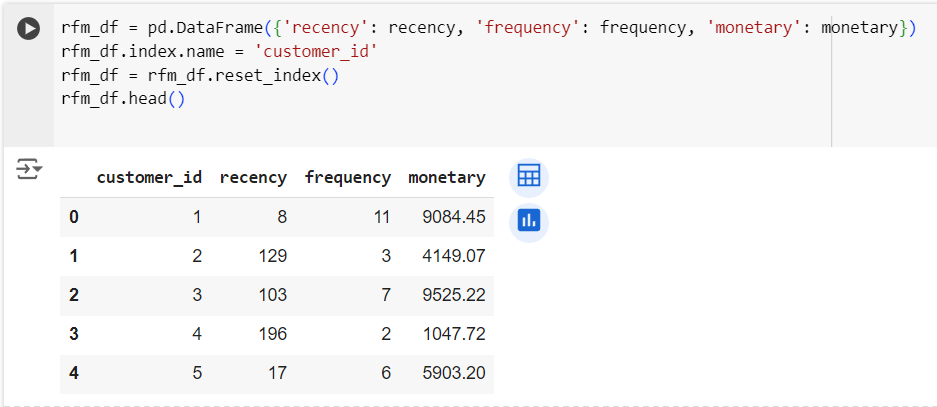 rfm_df = pd.DataFrame({'recency': recency, 'frequency': frequency, 'monetary': monetary})
rfm_df.index.name = 'customer_id'
rfm_df = rfm_df.reset_index()
rfm_df.head()
customer_id recency frequency monetary
0 1 8 11 9084.45
1 2 129 3 4149.07
2 3 103 7 9525.22
3 4 196 2 1047.72
4 5 17 6 5903.20